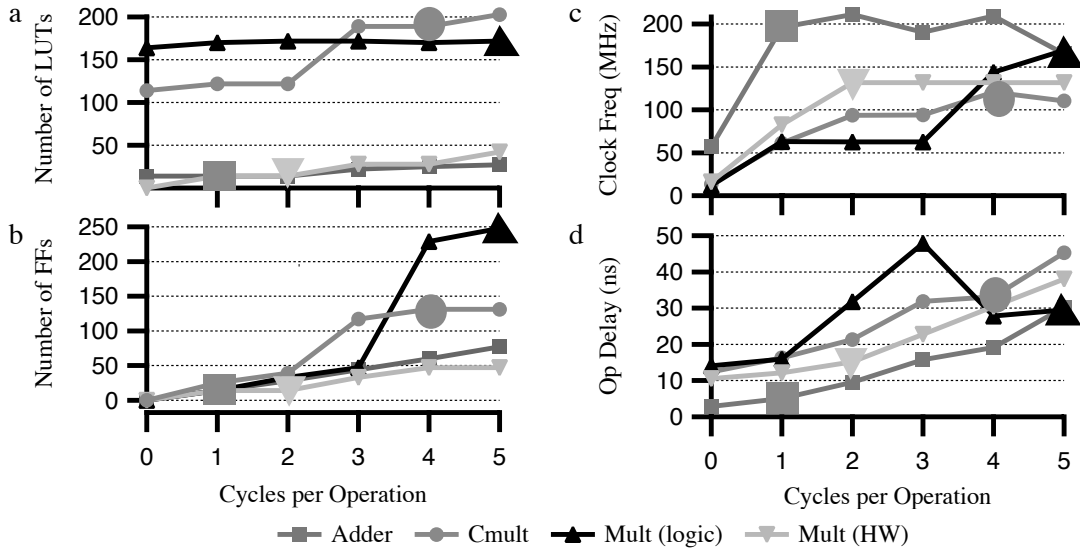 a
Number of LUTs
200
150
100
50
b
Number of FFs
250
200
150
100
50
0
0 1 2 3 4 5
Cycles per Operation
c
Clock Freq (MHz)
200
150
100
50
0
d
Op Delay (ns)
50
40
30
20
10
0
0 1 2 3 4 5
Cycles per Operation
Adder Cmult Mult (logic) Mult (HW)